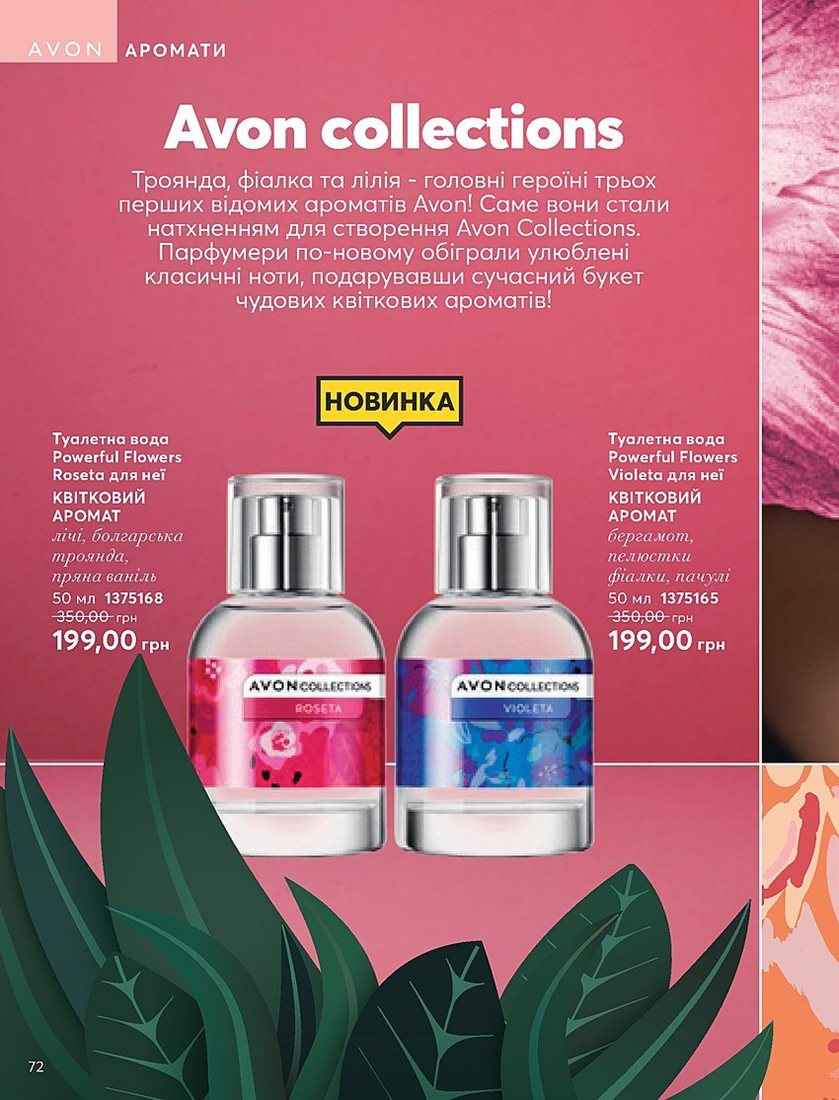 AVON АРОМАТИ
Avon collections
Троянда, фіалка та лілія - головні героїні трьох
перших відомих ароматів Avon! Саме вони стали
натхненням для створення Avon Collections.
Парфумери по-новому обіграли улюблені
класичні ноти, подарувавши сучасний букет
чудових квіткових ароматів!
НОВИНКА
Туалетна вода
Powerful Flowers
Roseta для неї
КВІТКОВИЙ
АРОМАТ
лічі, болгарська
троянда,
пряна ваніль
50 мл 1375168
350,00 грн
199,00 грн
Туалетна вода
Powerful Flowers
Violeta для неї
КВІТКОВИЙ
АРОМАТ
бергамот,
пелюстки
фіалки, пачулі
50 мл 1375165
350,00 грн
199,00 грн
AVON COLLECTIONS
ROSETA
AVON COLLECTIONS
VIOLETA
72